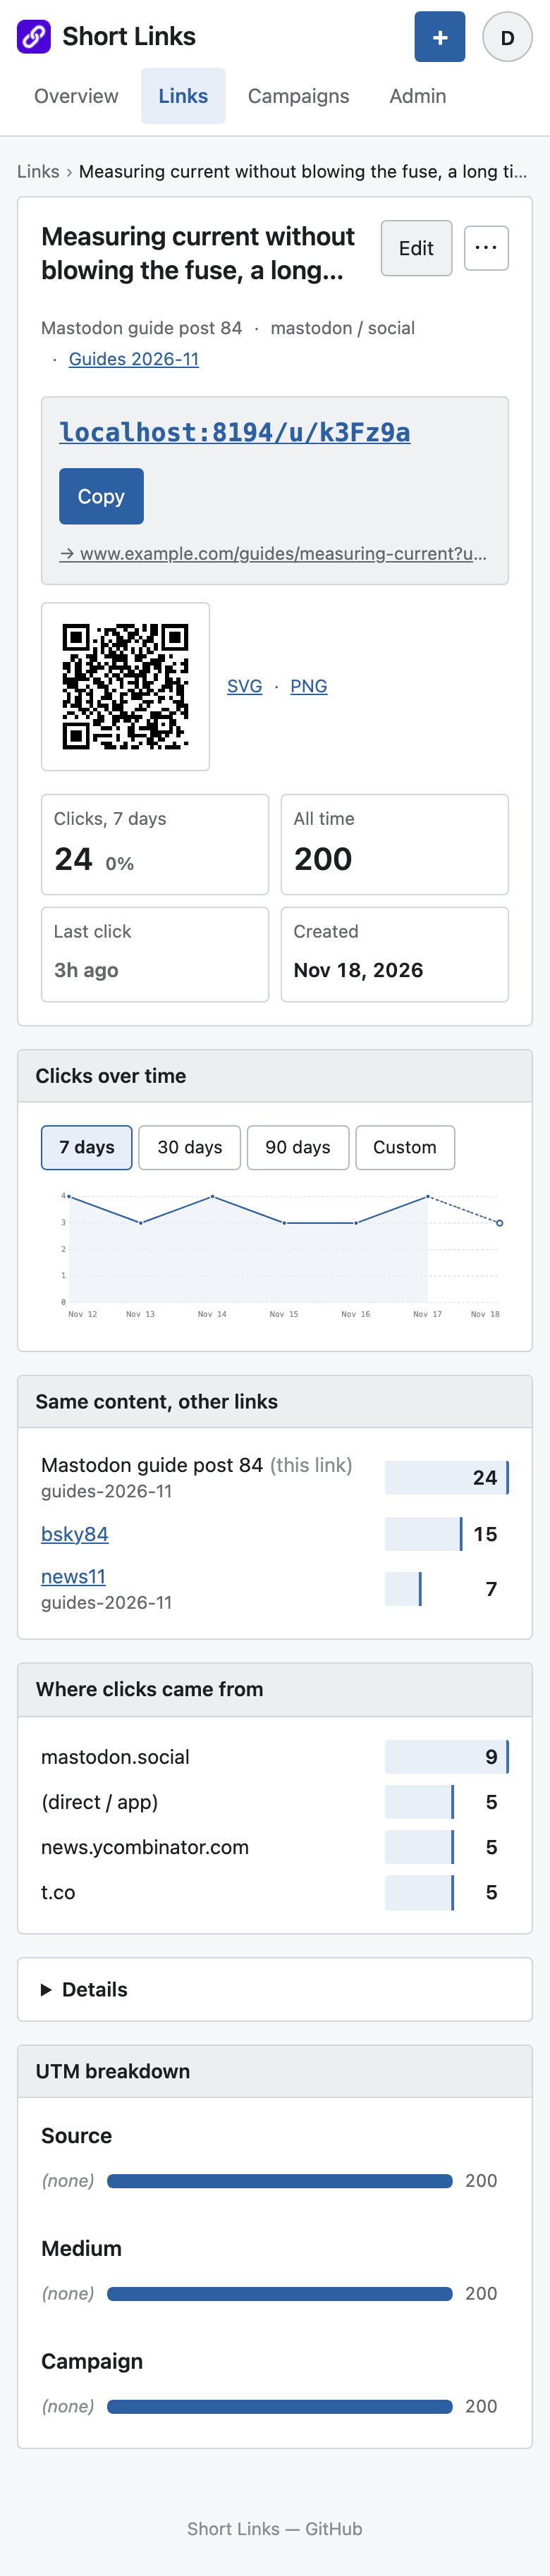 Short Links
+
D
Overview
Links
Campaigns
Admin
Links › Measuring current without blowing the fuse, a long ti...
Measuring current without
blowing the fuse, a long...
Edit
···
Mastodon guide post 84 · mastodon / social
· Guides 2026-11
localhost:8194/u/k3Fz9a
Copy
→ www.example.com/guides/measuring-current?u...
SVG · PNG
Clicks, 7 days
24 0%
All time
200
Last click
3h ago
Created
Nov 18, 2026
Clicks over time
7 days
30 days
90 days
Custom
4
3
2
1
0
Nov 12
Nov 13
Nov 14
Nov 15
Nov 16
Nov 17
Nov 18
Same content, other links
Mastodon guide post 84 (this link)
guides-2026-11
24
bsky84
15
news11
guides-2026-11
7
Where clicks came from
mastodon.social
9
(direct / app)
5
news.ycombinator.com
5
t.co
5
Details
UTM breakdown
Source
(none)
200
Medium
(none)
200
Campaign
(none)
200
Short Links — GitHub